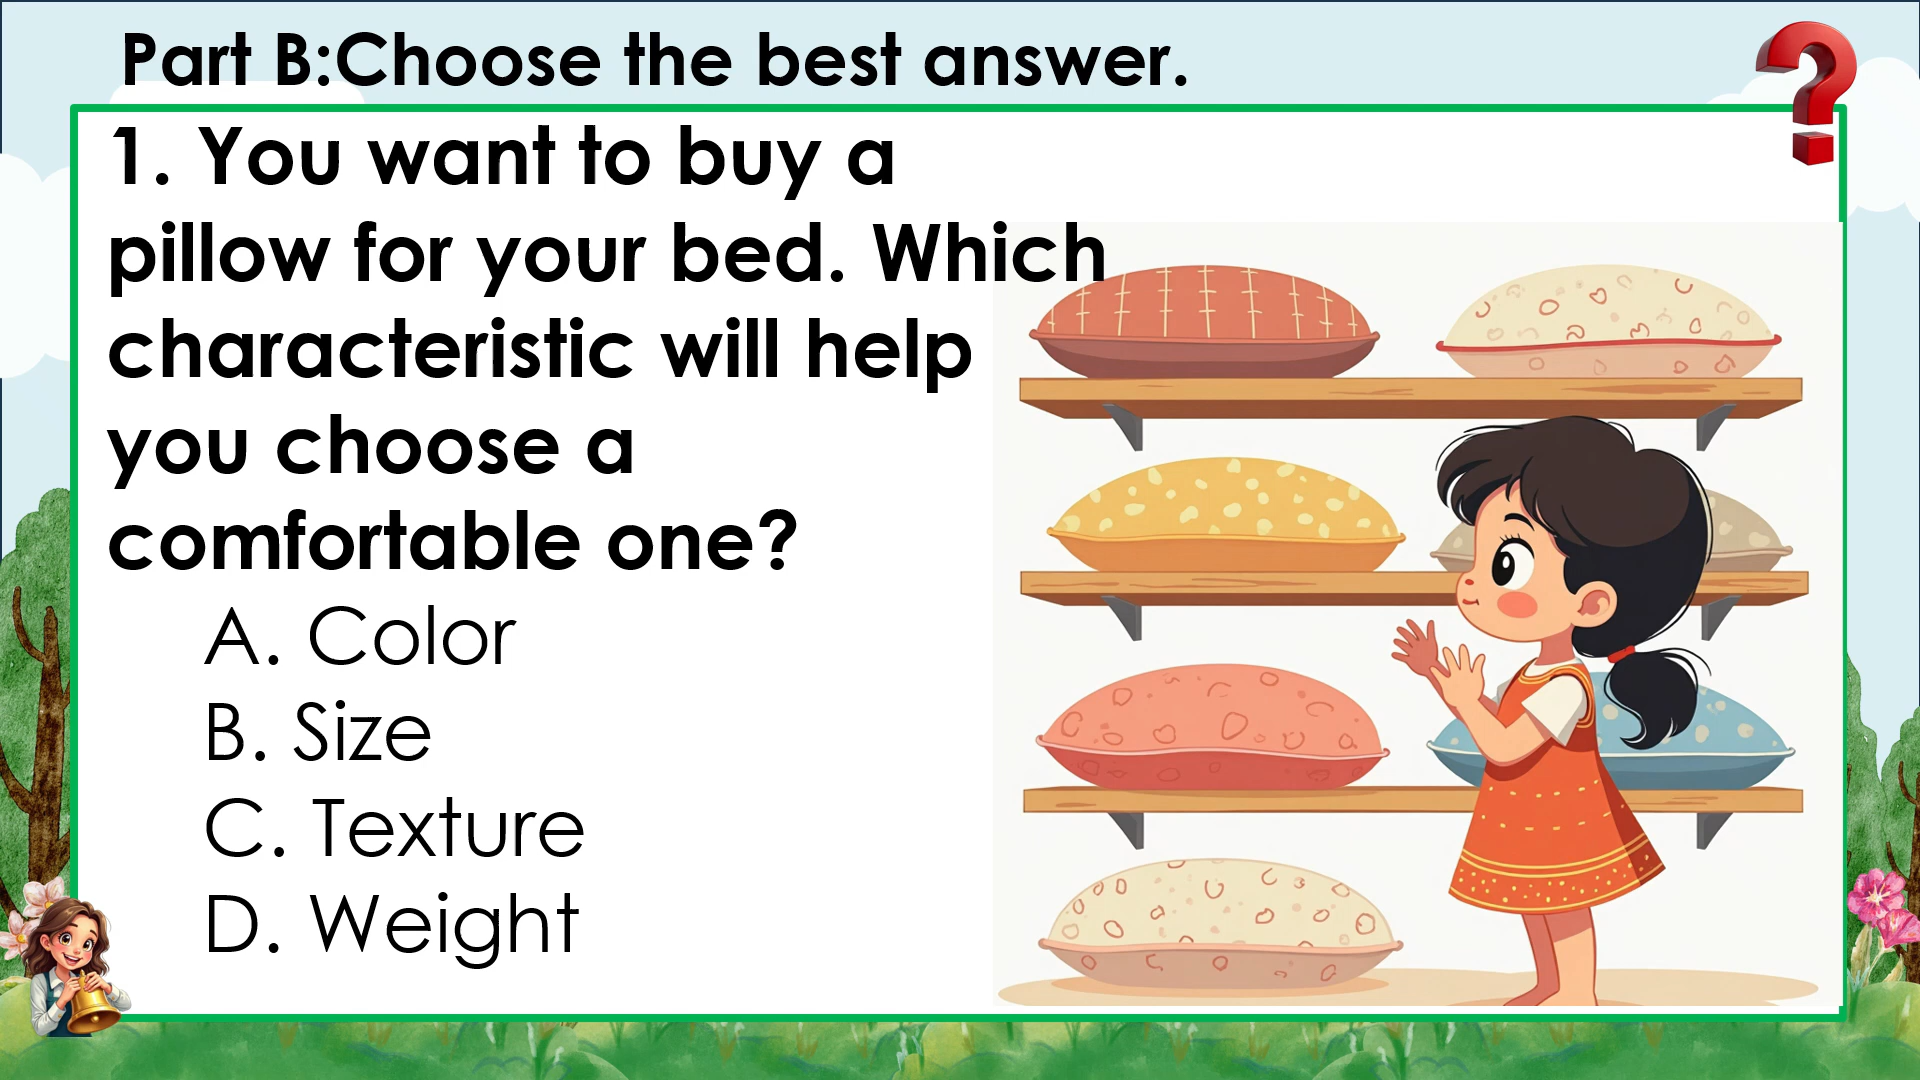 Part B:Choose the best answer.
1. You want to buy a
pillow for your bed. Which
characteristic will help
you choose a
comfortable one?
A. Color
B. Size
C. Texture
D. Weight